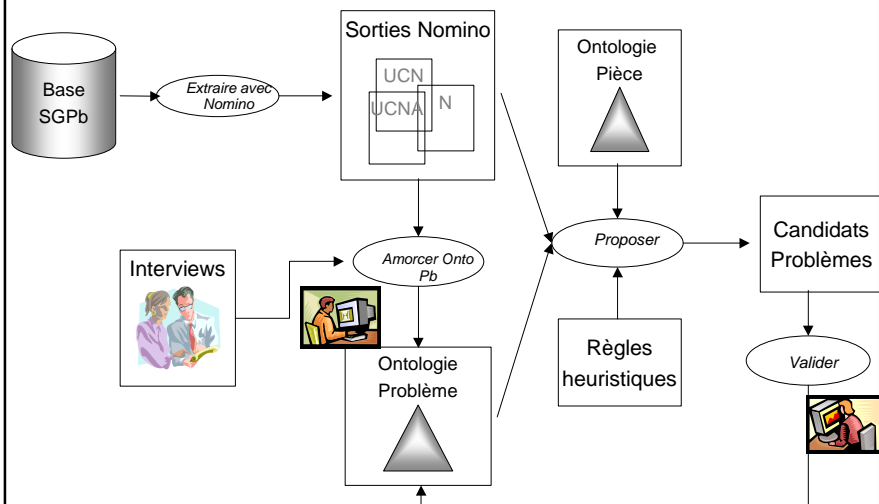 Base
SGPb
Extraire avec
Nomino
Sorties Nomino
UCN
UCNA
N
Ontologie
Pièce
Interviews
Amorcer Onto
Pb
Proposer
Candidats
Problèmes
Ontologie
Problème
Règles
heuristiques
Valider